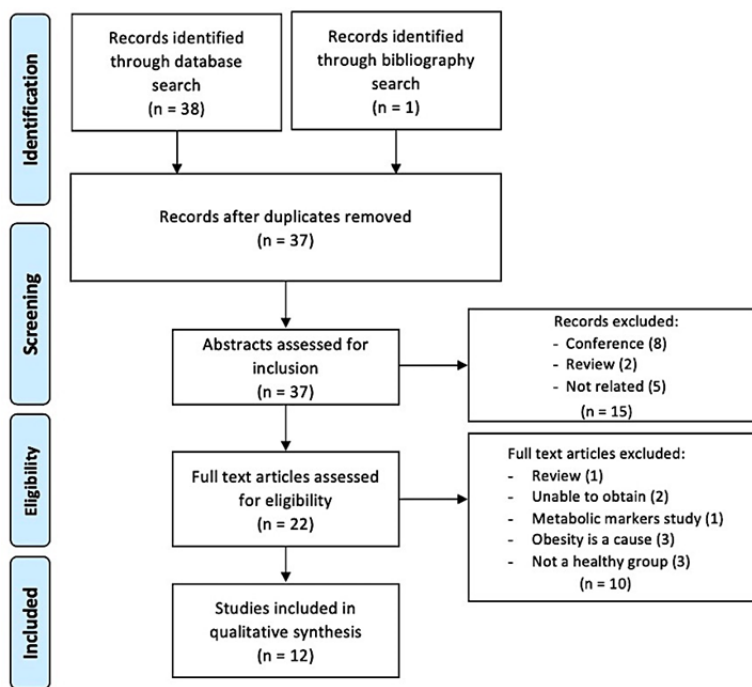 Identification
Records identified
through database
search
(n = 38)
Records identified
through bibliography
search
(n = 1)
Records after duplicates removed
(n = 37)
Screening
Abstracts assessed for
inclusion
(n = 37)
Records excluded:
- Conference (8)
- Review (2)
- Not related (5)
(n = 15)
Eligibility
Full text articles assessed
for eligibility
(n = 22)
Full text articles excluded:
- Review (1)
- Unable to obtain (2)
- Metabolic markers study (1)
- Obesity is a cause (3)
- Not a healthy group (3)
(n = 10)
Included
Studies included in
qualitative synthesis
(n = 12)